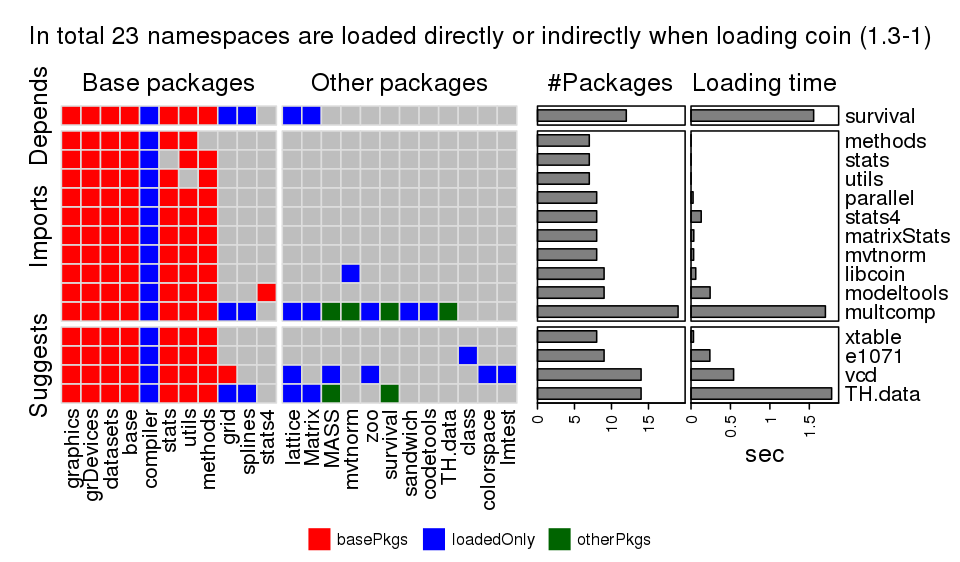 In total 23 namespaces are loaded directly or indirectly when loading coin (1.3-1)
Base packages
Other packages
#Packages
Loading time
Depends
Imports
Suggests
survival
methods
stats
utils
parallel
stats4
matrixStats
mvtnorm
libcoin
modeltools
multcomp
xtable
e1071
vcd
TH.data
graphics
grDevices
datasets
base
compiler
stats
utils
methods
grid
splines
stats4
lattice
Matrix
MASS
mvtnorm
zoo
survival
sandwich
codetools
TH.data
class
colorspace
lmtest
0
5
10
15
0
0.5
1
1.5
sec
basePkgs
loadedOnly
otherPkgs